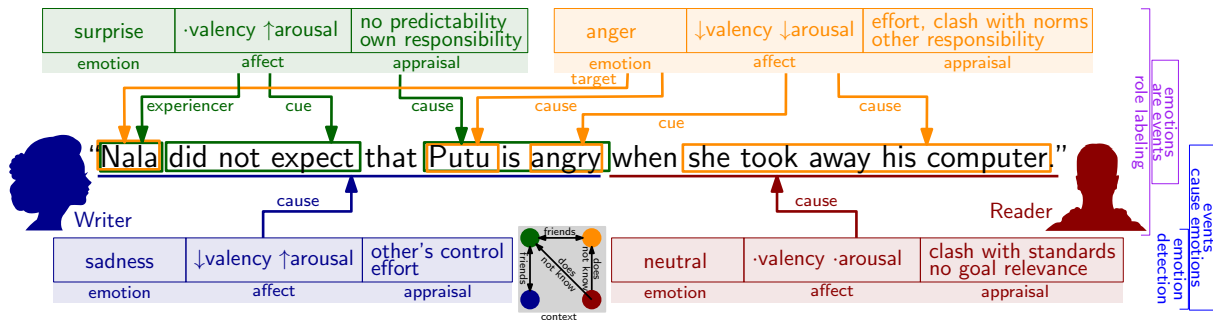 surprise
·valency ↑arousal
no predictability
own responsibility
emotion
affect
appraisal
anger
↓valency ↓arousal
effort, clash with norms
other responsibility
emotion
affect
appraisal
target
experiencer
cue
cause
cause
cue
cause
“Nala did not expect that Putu is angry when she took away his computer.”
Writer
cause
cause
Reader
sadness
↓valency ↑arousal
other's control
effort
emotion
affect
appraisal
friends
friends
does
not know
does
not know
context
neutral
·valency ·arousal
clash with standards
no goal relevance
emotion
affect
appraisal
emotions
are events
role labeling
events
cause emotions
emotion
detection